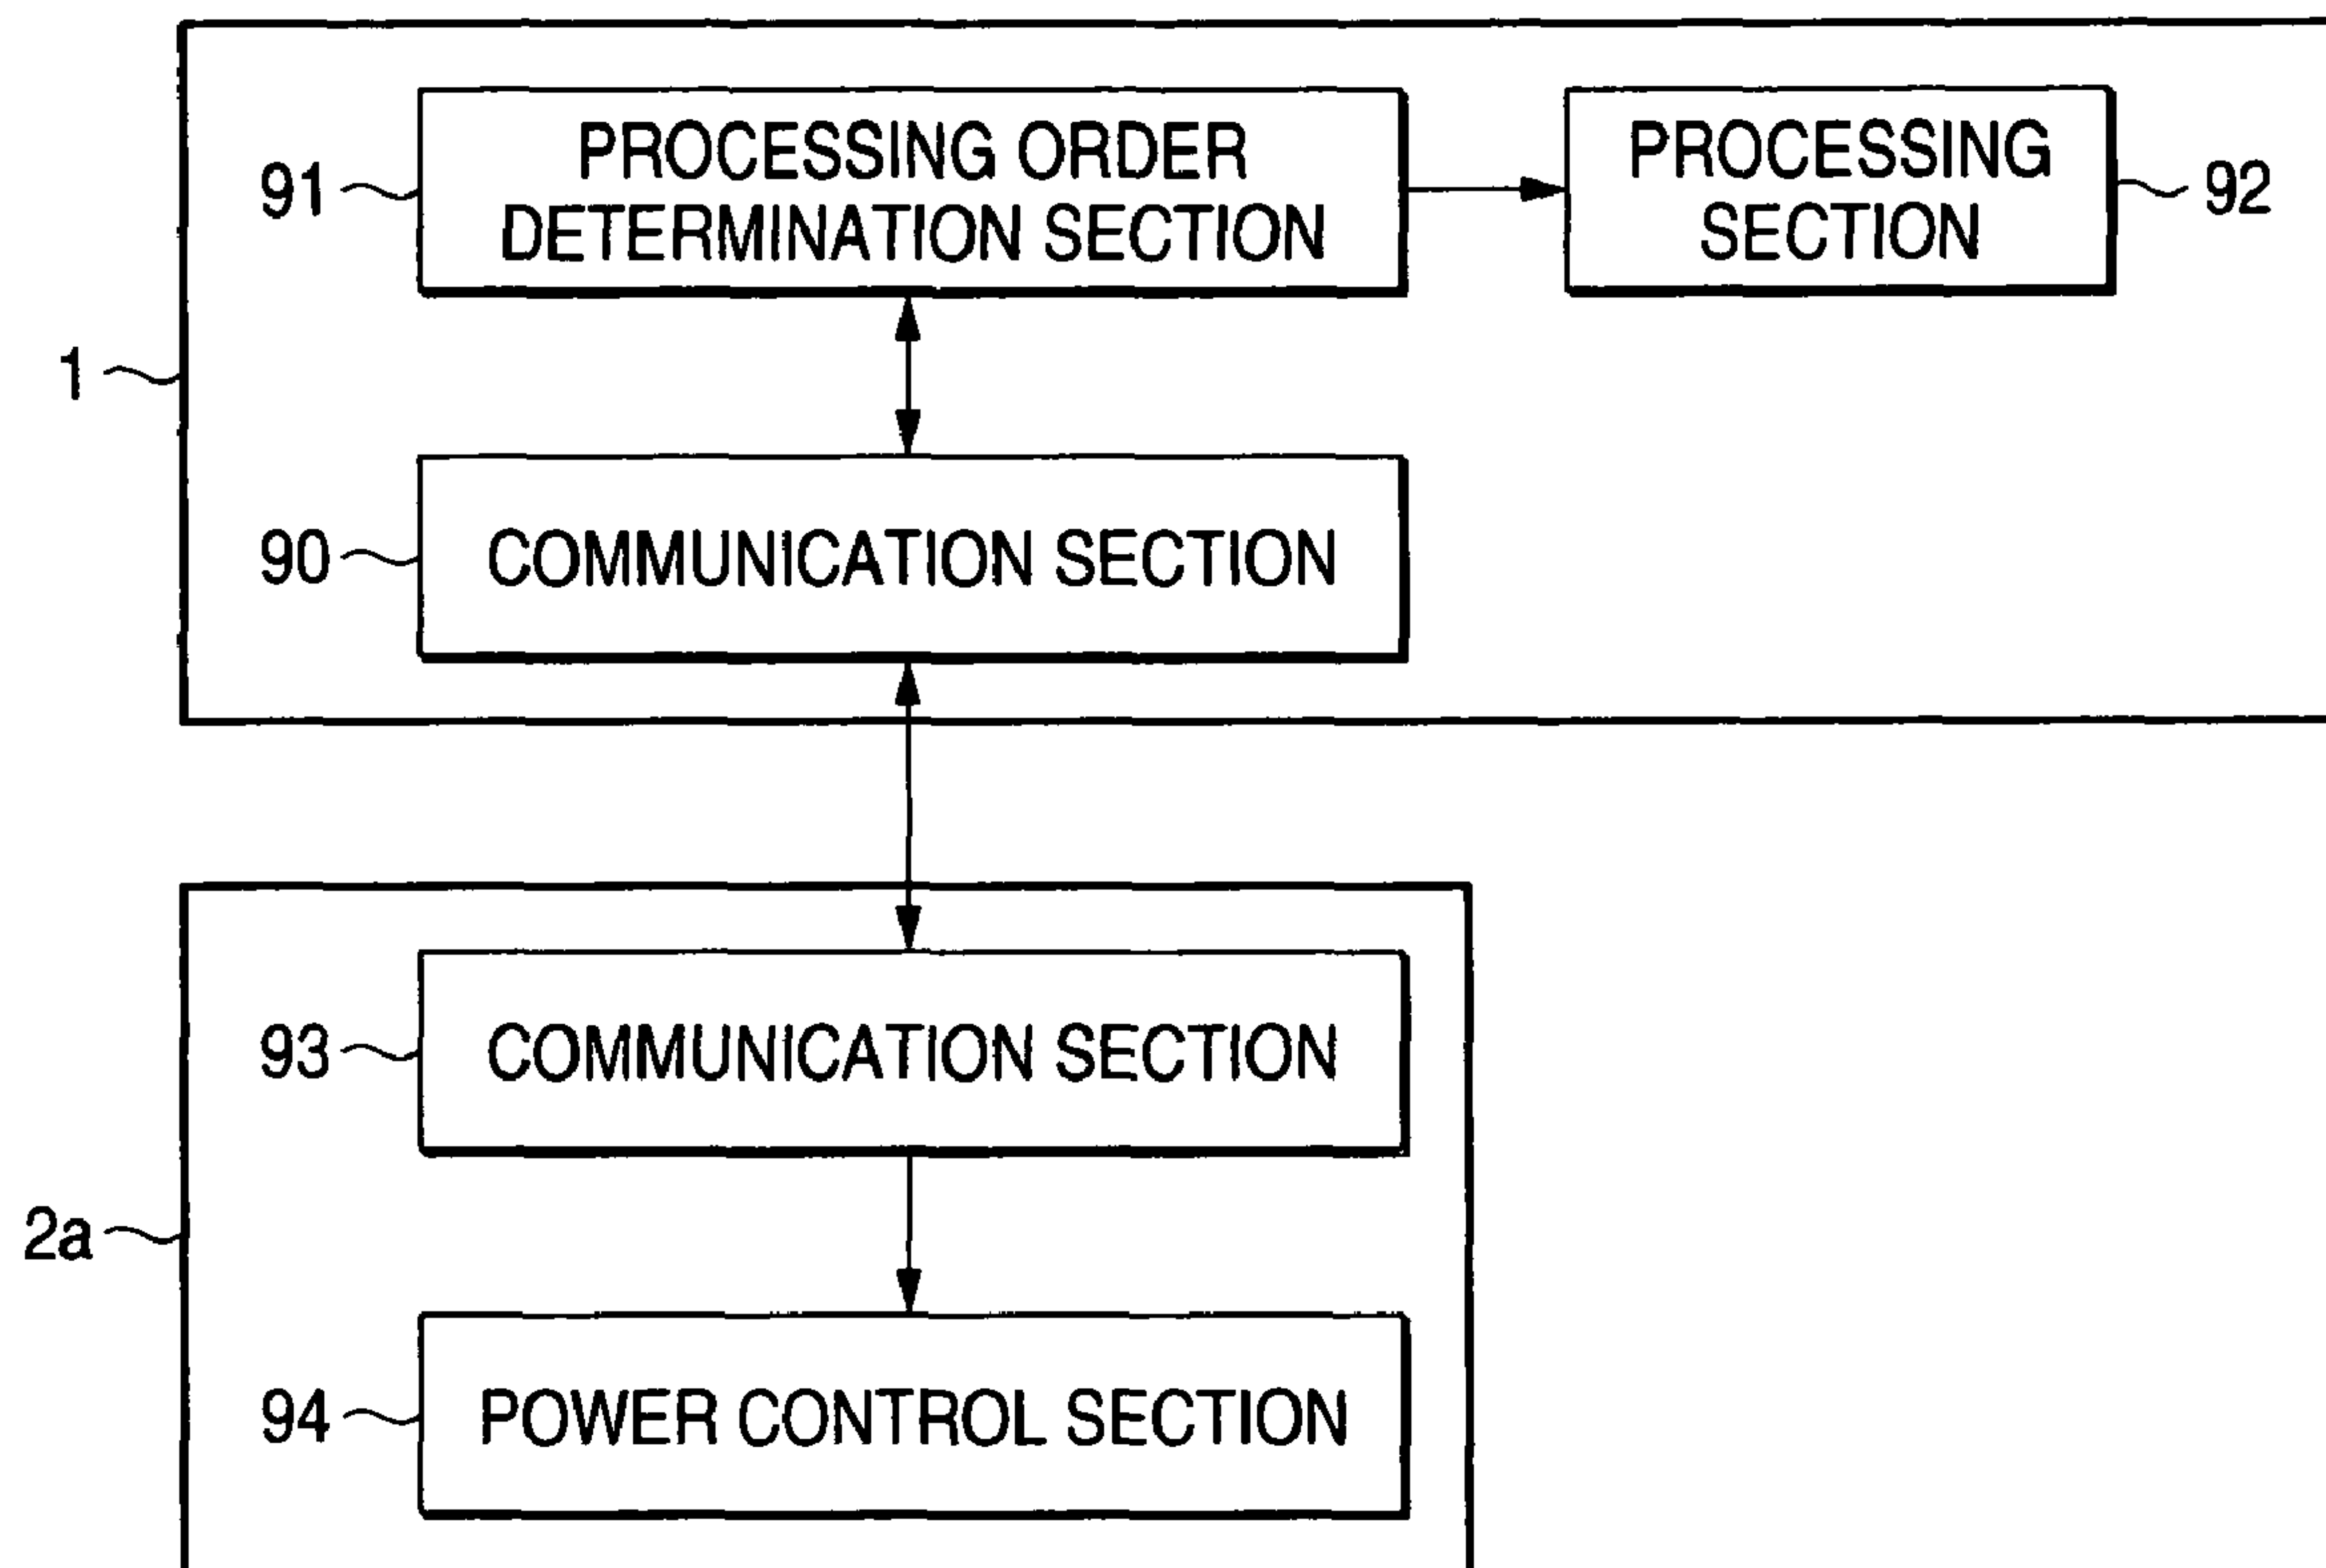 PROCESSING ORDER
DETERMINATION SECTION
91
PROCESSING
SECTION
92
1
90
COMMUNICATION SECTION
93
COMMUNICATION SECTION
2a
94
POWER CONTROL SECTION